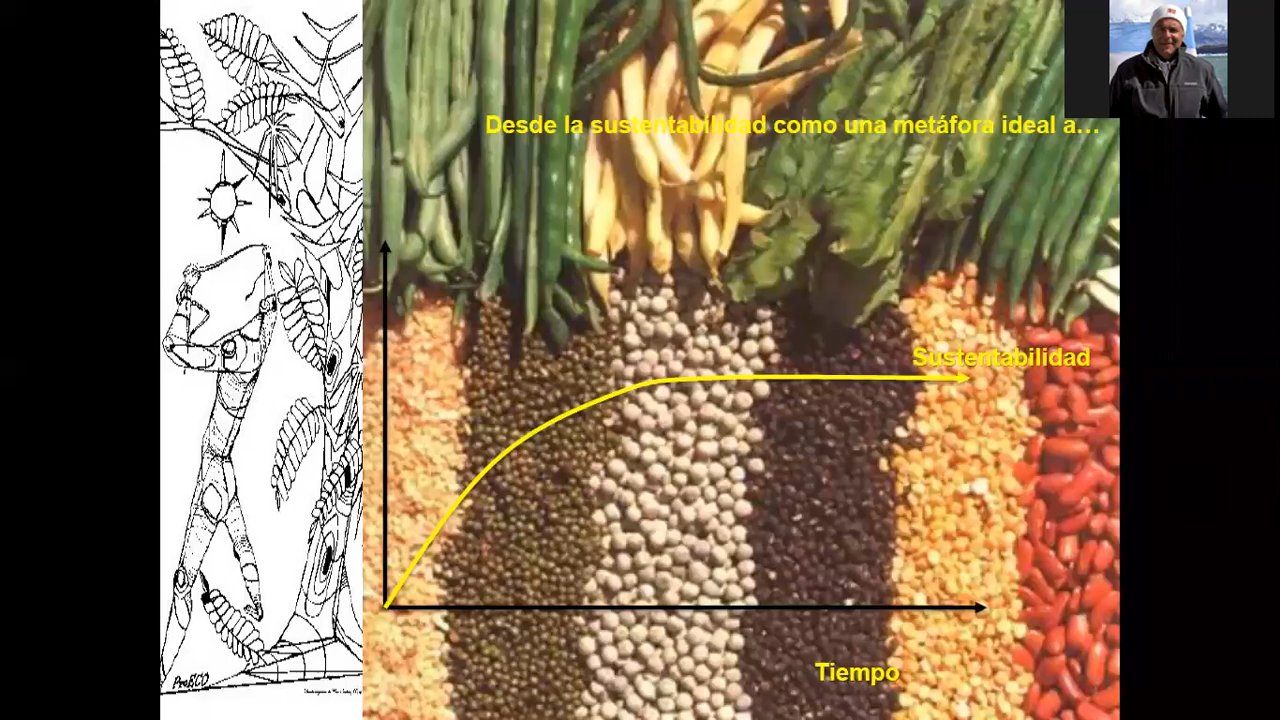 Desde la sustentabilidad como una metáfora ideal a…
Sustentabilidad
Tiempo
ProECO